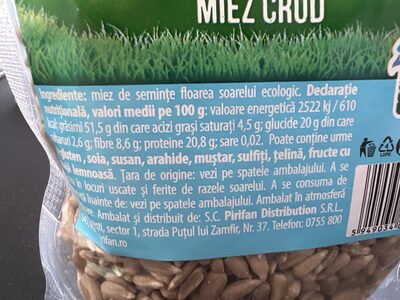 MIEZ CRUD
Ingrediente: miez de semințe floarea soarelui ecologic. Declarație
nutrițională, valori medii pe 100 g: valoare energetică 2522 kj / 610
kcal; grăsimi 51,5 g din care acizi grași saturați 4,5 g; glucide 20 g din care
zaharuri 2.6 g; fibre 8,6 g; proteine 20,8 g; sare 0,02. Poate conține urme
gluten , soia, susan, arahide, muștar, sulfiți, țelină, fructe cu
lemnoasă. Țara de origine: vezi pe spatele ambalajului. A se
în locuri uscate și ferite de razele soarelui. A se consuma de
înainte de: vezi pe spatele ambalajului. Ambalat în atmosferă
Ambalat și distribuit de: S.C. Pirifan Distribution S.R.L.,
sector 1, strada Puțul lui Zamfir, Nr. 37. Telefon: 0755 800
pirifan.ro
LDPE